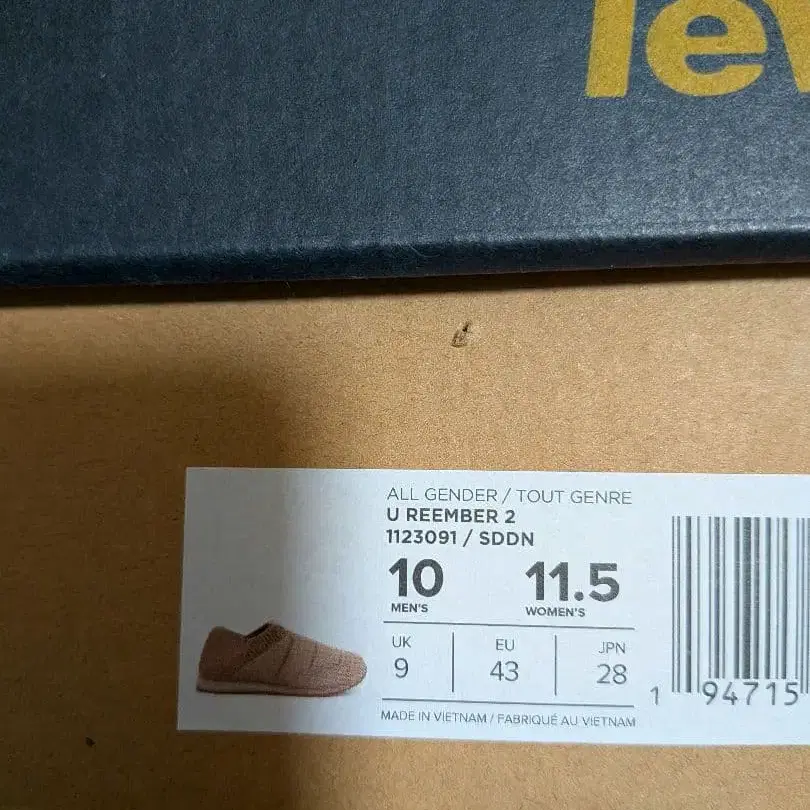 Tev
ALL GENDER / TOUT GENRE
U REEMBER 2
1123091 / SDDN
10 11.5
MEN'S WOMEN'S
UK EU JPN
9 43 28
MADE IN VIETNAM / FABRIQUÉ AU VIETNAM
1 94715